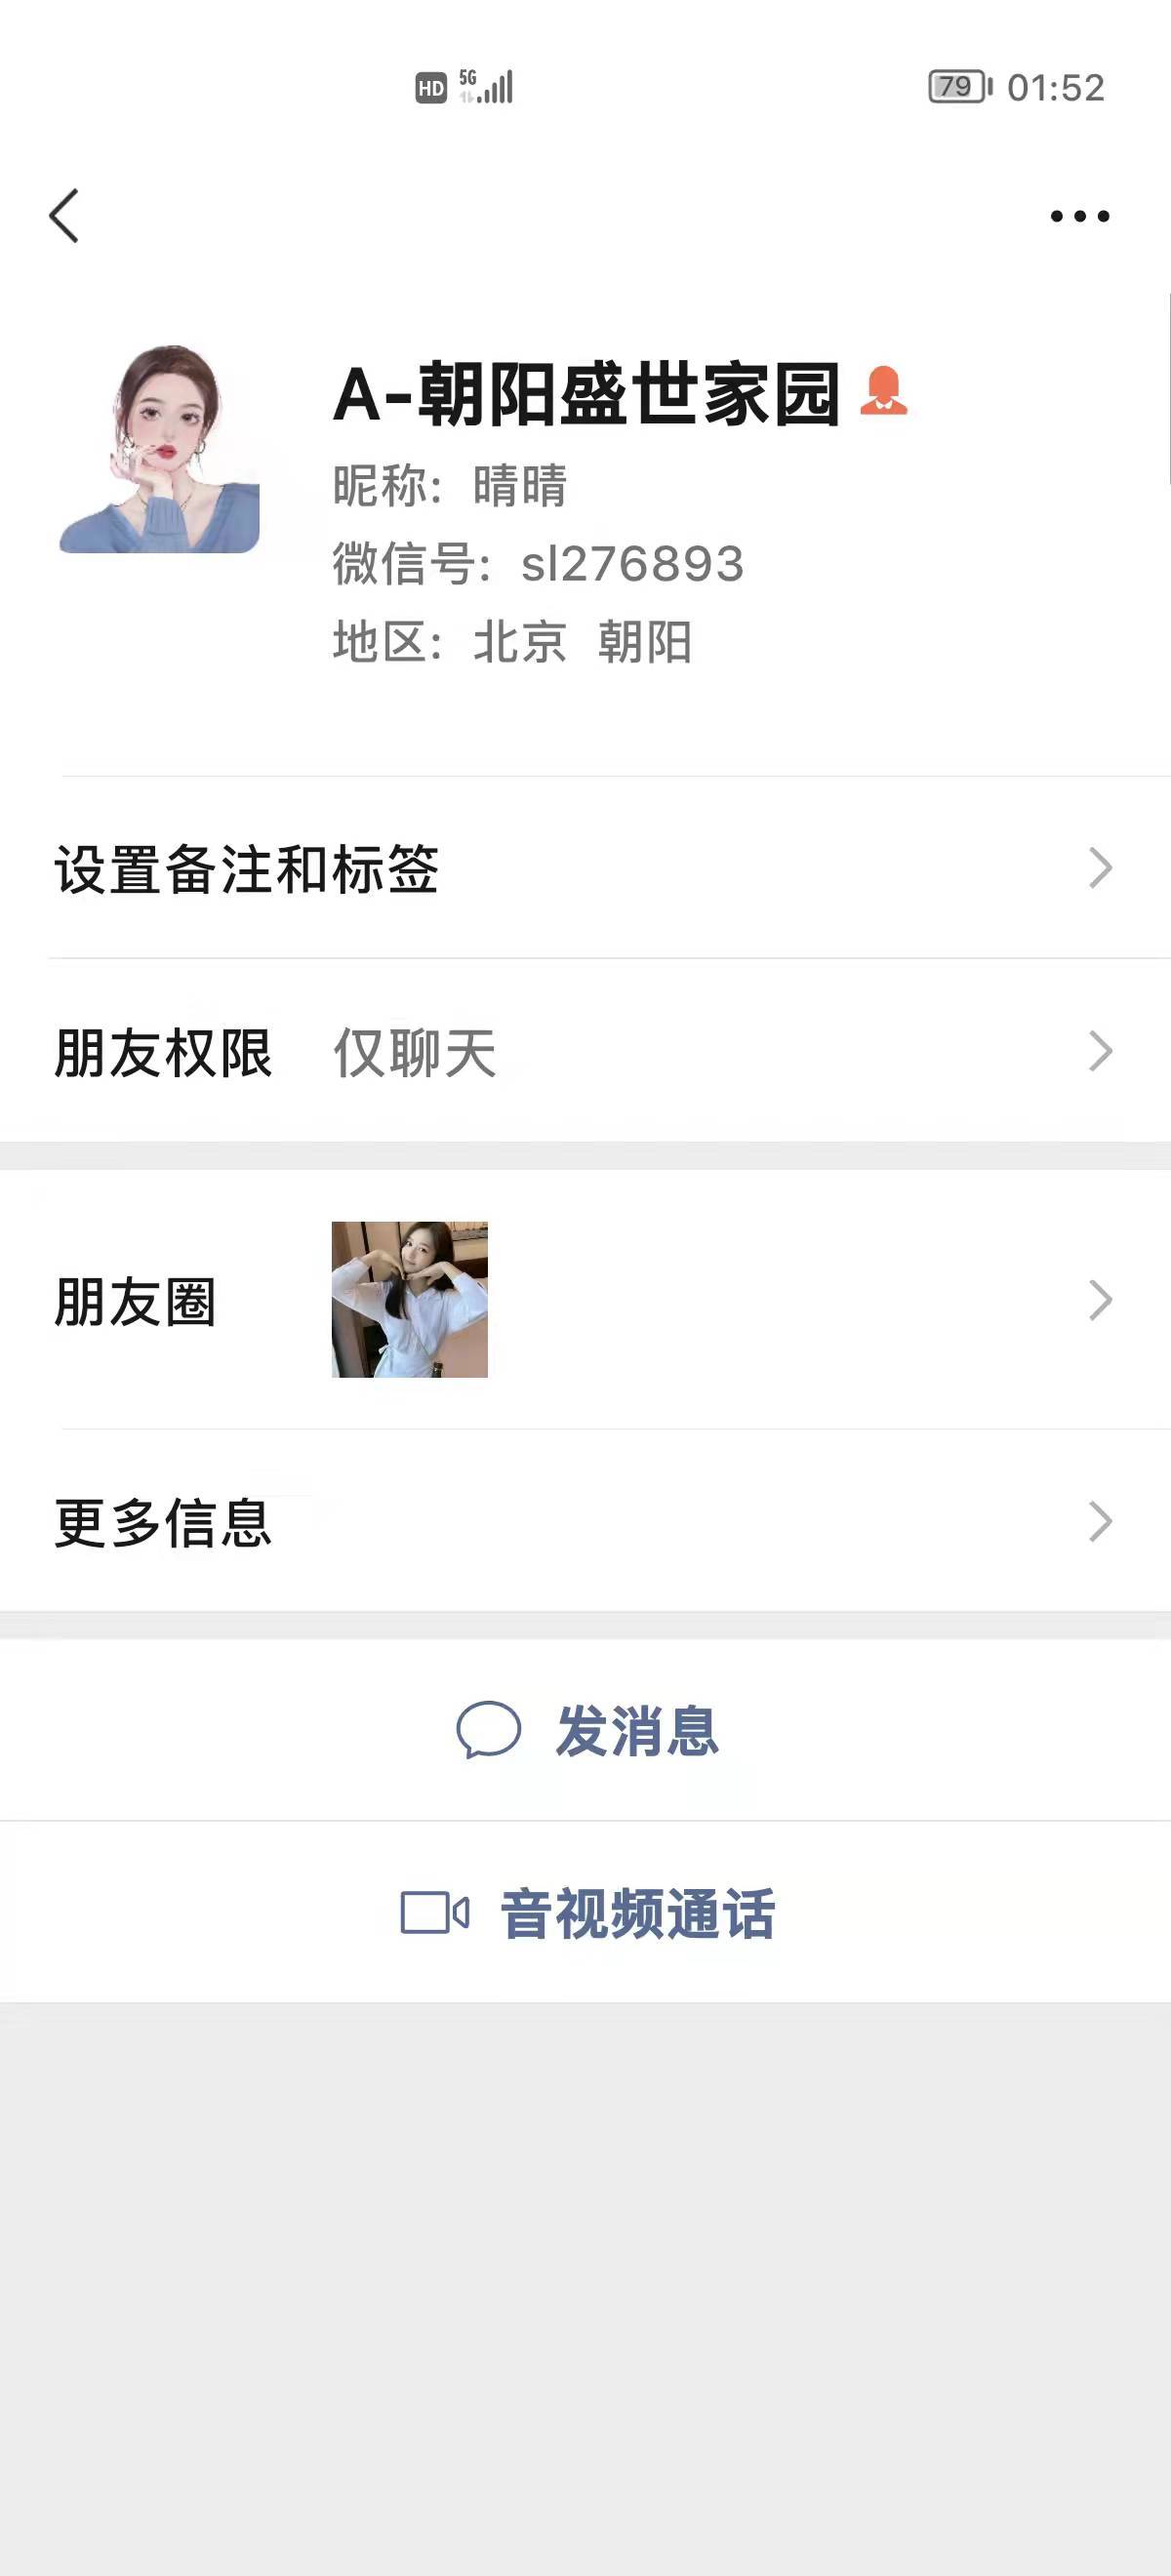 HD 5G 79 01:52
A-朝阳盛世家园
昵称: 晴晴
微信号: sl276893
地区: 北京 朝阳
设置备注和标签
朋友权限 仅聊天
朋友圈
更多信息
发消息
音视频通话